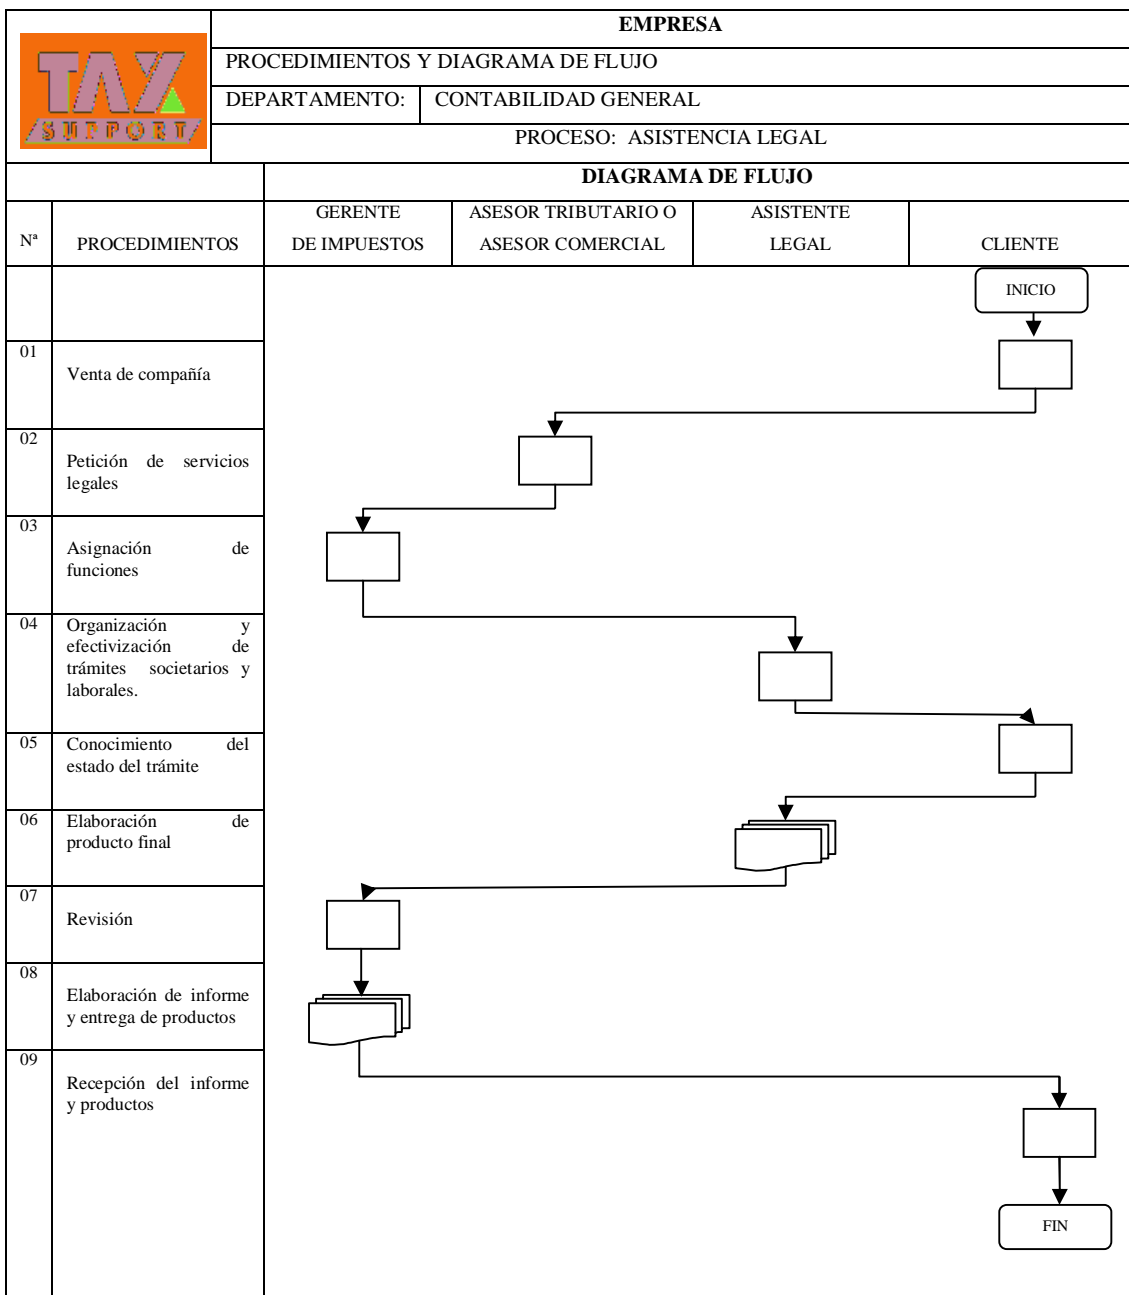 TAX
SUPPORT
EMPRESA
PROCEDIMIENTOS Y DIAGRAMA DE FLUJO
DEPARTAMENTO: CONTABILIDAD GENERAL
PROCESO: ASISTENCIA LEGAL
DIAGRAMA DE FLUJO
Nª PROCEDIMIENTOS
GERENTE
DE IMPUESTOS
ASESOR TRIBUTARIO O
ASESOR COMERCIAL
ASISTENTE
LEGAL
CLIENTE
INICIO
01
Venta de compañía
02
Petición de servicios
legales
03
Asignación de
funciones
04 Organización y
efectivización de
trámites societarios y
laborales.
05 Conocimiento del
estado del trámite
06 Elaboración de
producto final
07
Revisión
08
Elaboración de informe
y entrega de productos
09
Recepción del informe
y productos
FIN